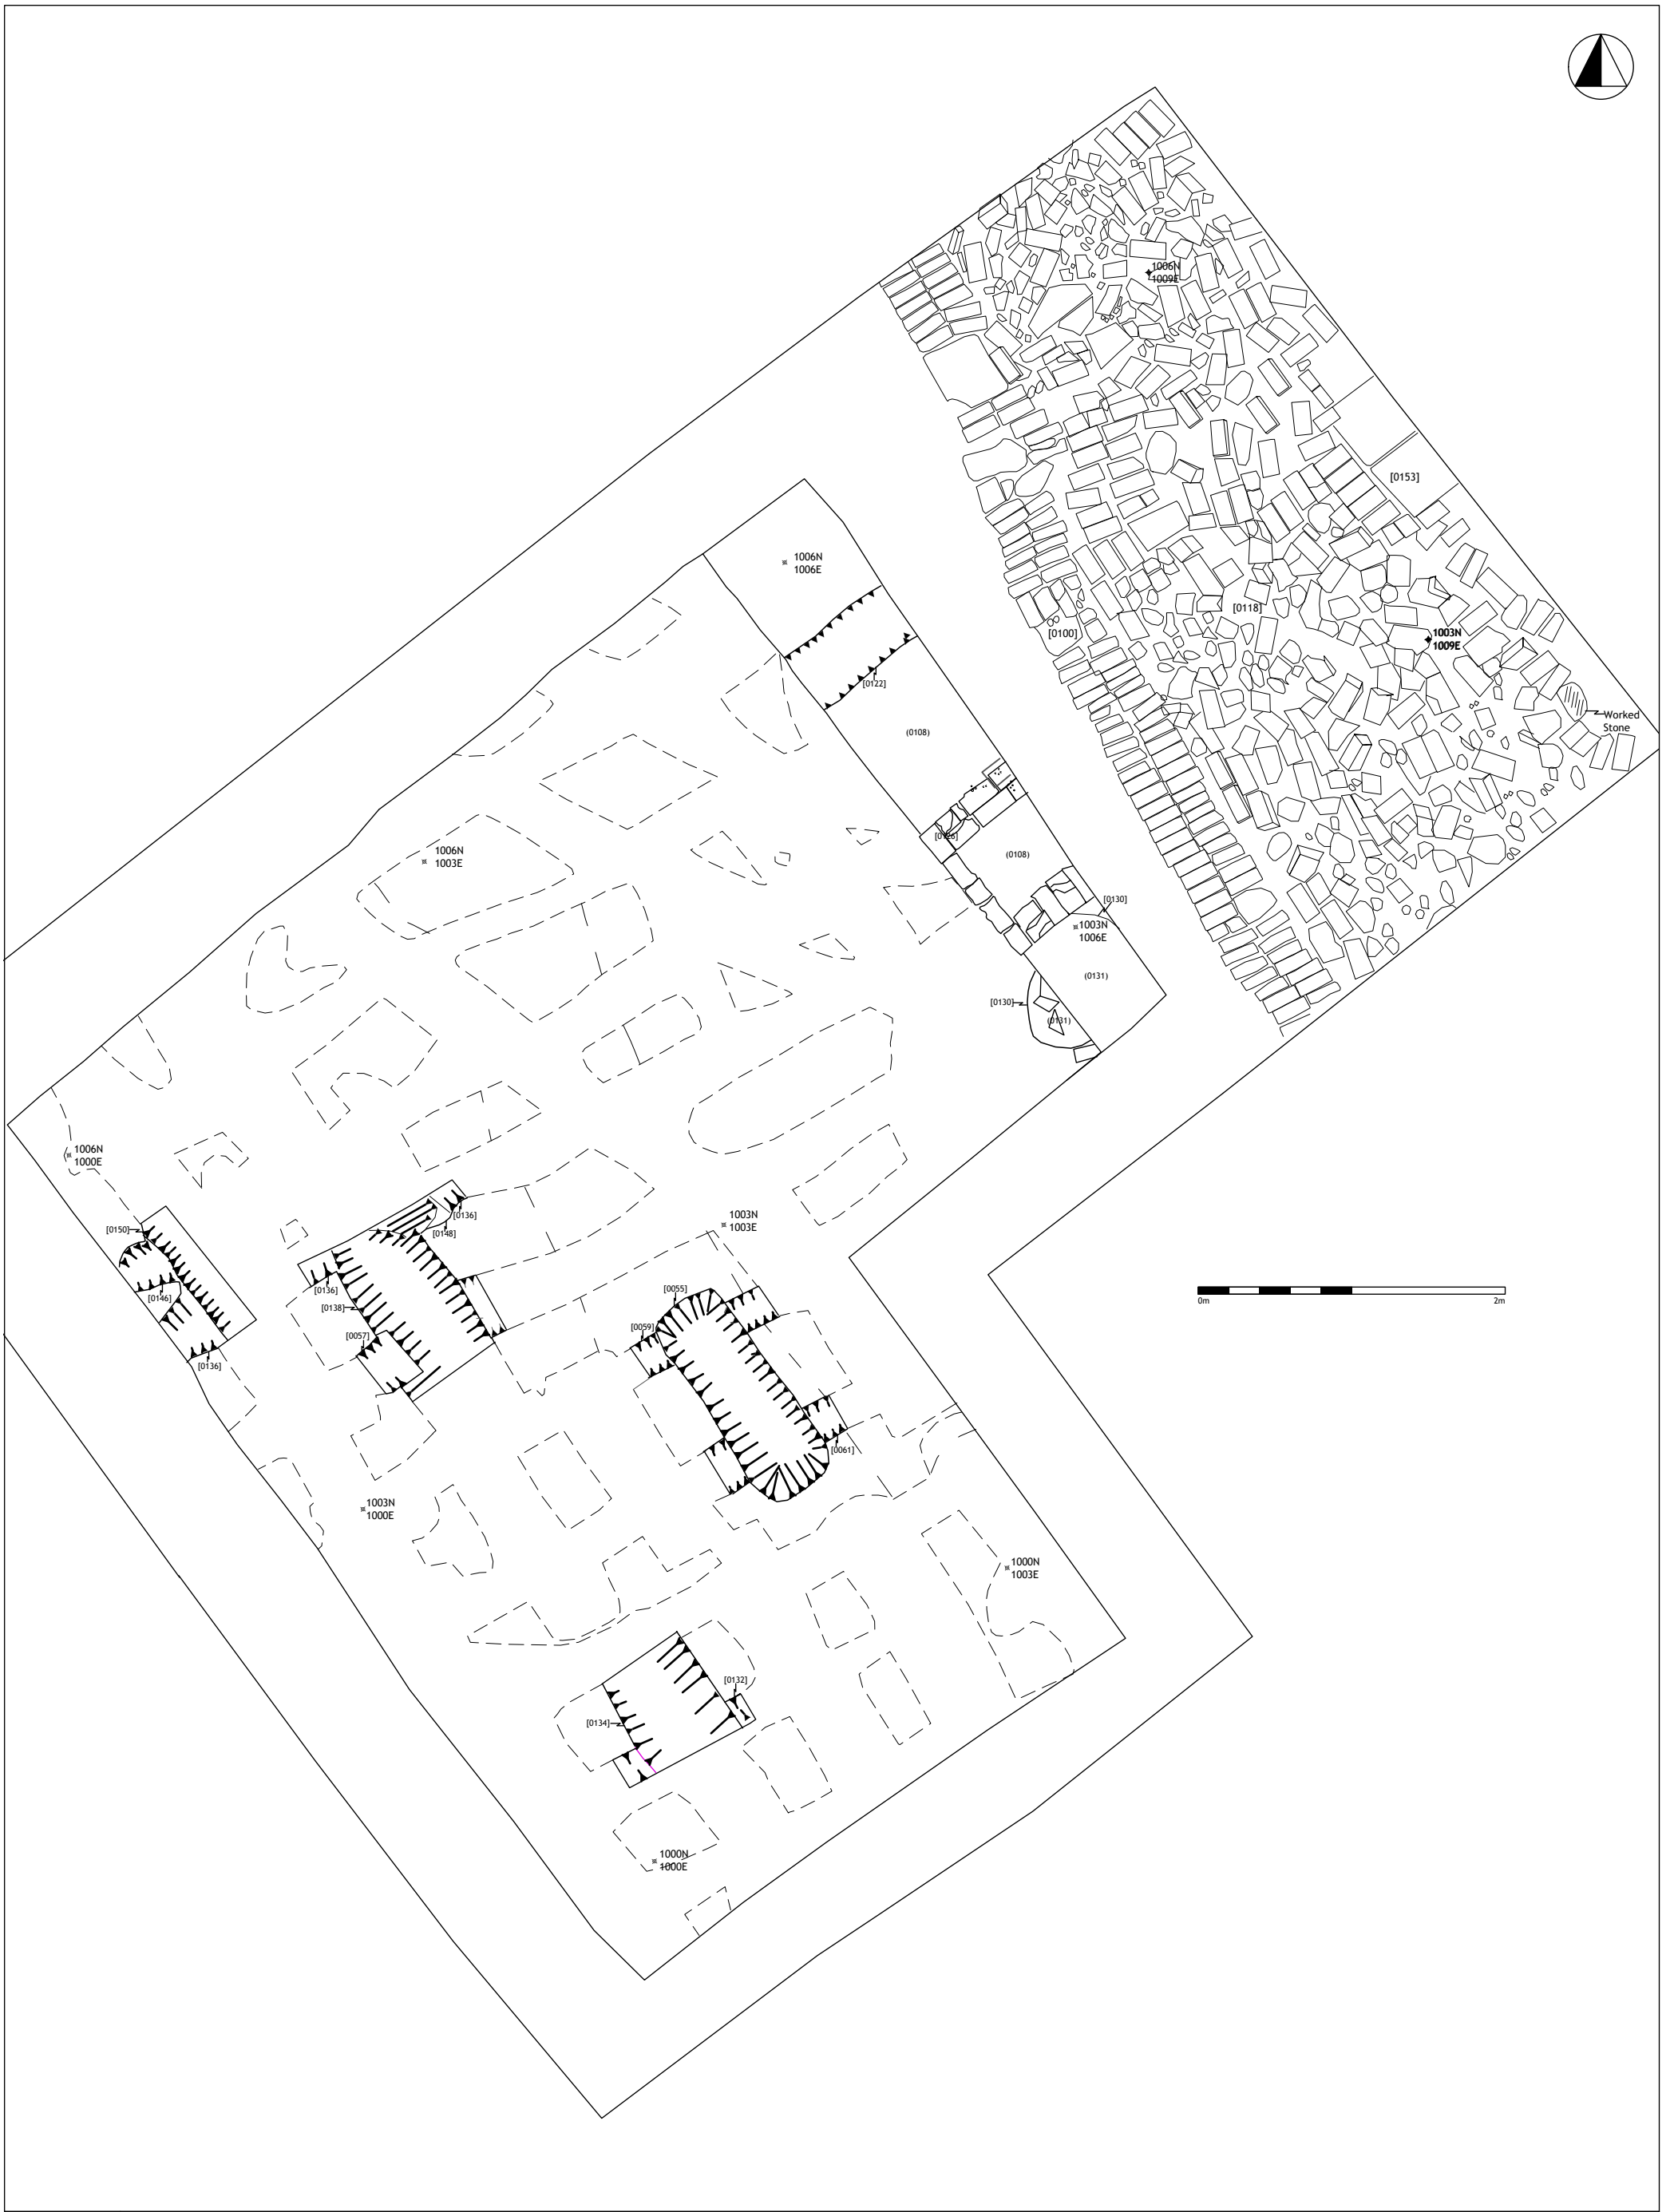 1006N
1009E
[0153]
1006N
1006E
[0118]
[0100]
1003N
1009E
[0122]
Worked
Stone
(0108)
[0126]
1006N
1003E
(0108)
[0130]
1003N
1006E
(0131)
[0130]
(0131)
1006N
1000E
[0136]
1003N
1003E
[0150]
[0148]
[0136]
[0055]
[0146]
0m
2m
[0138]
[0059]
[0057]
[0136]
[0061]
1003N
1000E
1000N
1003E
[0132]
[0134]
1000N
1000E